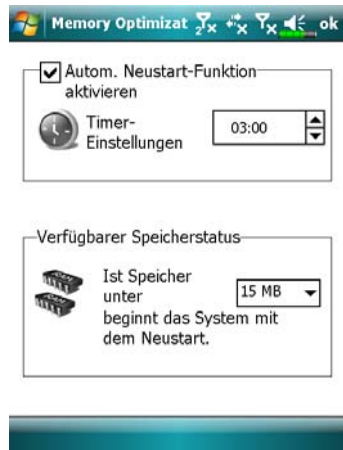 Memory Optimizat ok
Autom. Neustart-Funktion
aktivieren
Timer-
Einstellungen
03:00
Verfügbarer Speicherstatus
Ist Speicher
unter
15 MB
beginnt das System mit
dem Neustart.